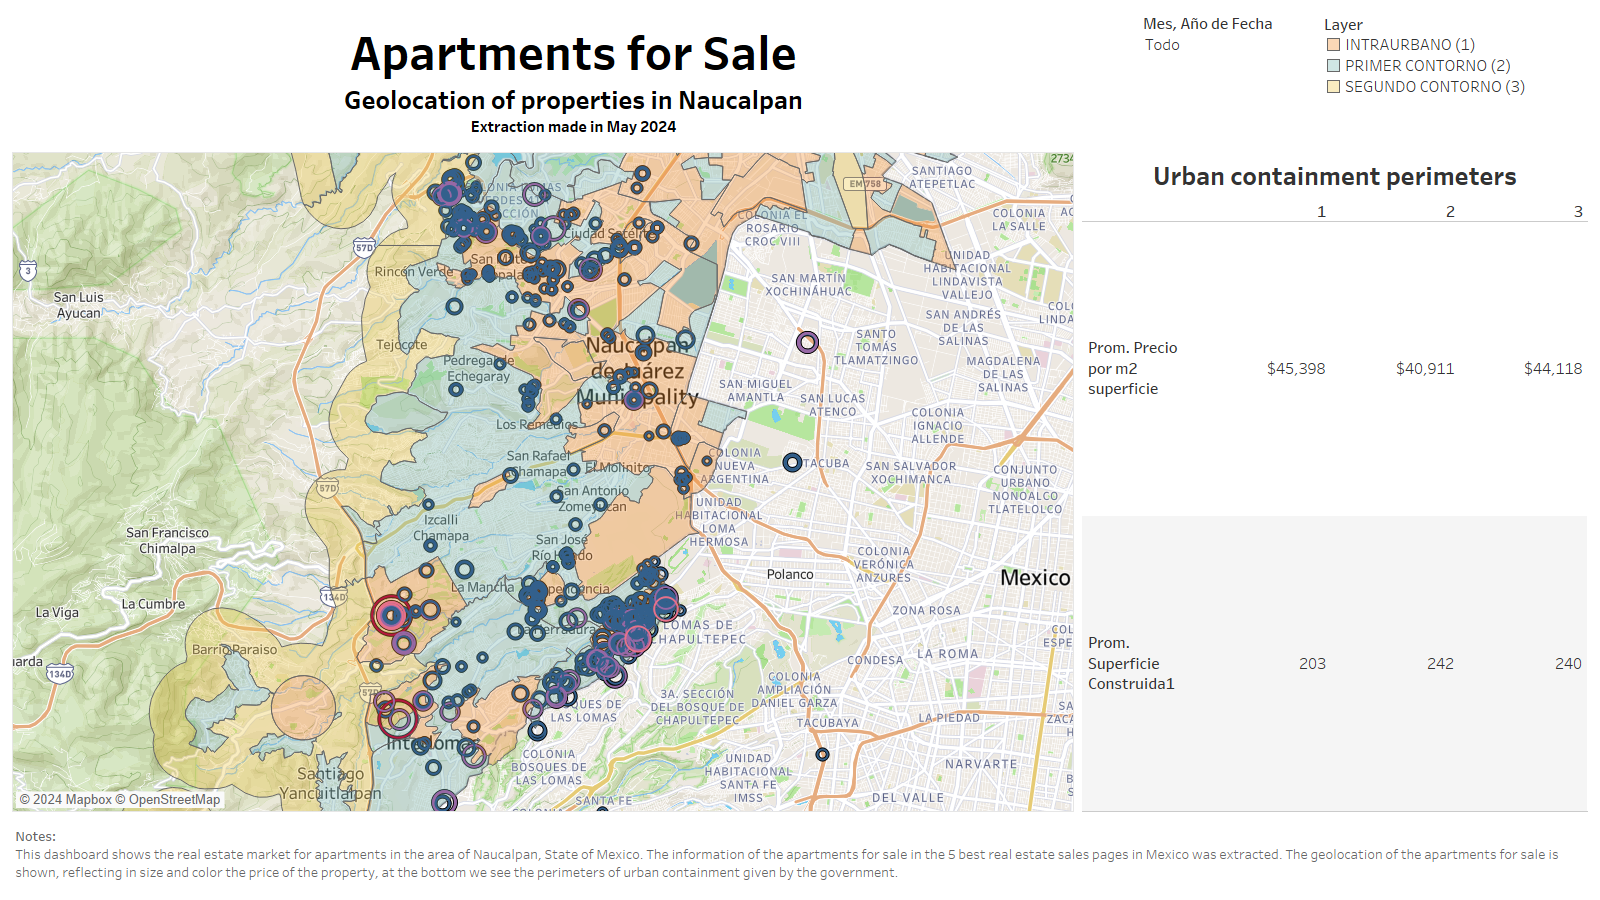 Apartments for Sale
Geolocation of properties in Naucalpan
Extraction made in May 2024
Mes, Año de Fecha
Todo
Layer
INTRAURBANO (1)
PRIMER CONTORNO (2)
SEGUNDO CONTORNO (3)
2734
SANTIAGO
ATEPETLAC
EM 758
COLONIA EL
ROSARIO
CROC VIII
COLONIA
LA SALLE
Ciudad Satélite
57D
3
Rincón Verde
UNIDAD
HABITACIONAL
LINDAVISTA
VALLEJO
SAN MARTÍN
XOCHINÁHUAC
San Luis
Ayucan
SAN ANDRÉS
DE LAS
SALINAS
SANTO
TOMÁS
TLAMATZINGO
Tejocote
Naucalpan
de Juárez
Municipality
Pedregal de
Echegaray
MAGDALENA
DE LAS
SALINAS
SAN MIGUEL
AMANTLA
SAN LUCAS
ATENCO
COLONIA
IGNACIO
ALLENDE
Los Remedios
San Rafael
Chamapa
El Molinito
COLONIA
NUEVA
ARGENTINA
TACUBA
SAN SALVADOR
XOCHIMANCA
CONJUNTO
URBANO
NONOALCO
TLATELOLCO
57D
San Antonio
Zomeyucan
UNIDAD
HABITACIONAL
LOMA
HERMOSA
Izcalli
Chamapa
San Francisco
Chimalpa
San José
Río Hondo
COLONIA
VERÓNICA
ANZURES
Polanco
Mexico
La Mancha
134D
La Cumbre
La Viga
ZONA ROSA
LOMAS DE
CHAPULTEPEC
Barrio Paraiso
134D
CONDESA
LA ROMA
57D
COLONIA
AMPLIACIÓN
DANIEL GARZA
3A. SECCIÓN
DEL BOSQUE DE
CHAPULTEPEC
DE LAS LOMAS
TACUBAYA
LA PIEDAD
COLONIA
BOSQUES DE
LAS LOMAS
UNIDAD
HABITACIONAL
SANTA FE
IMSS
NARVARTE
Santiago
Yancuitlalpan
SANTA FE
DEL VALLE
© 2024 Mapbox © OpenStreetMap
Urban containment perimeters
1 2 3
Prom. Precio
por m2
superficie
$45,398 $40,911 $44,118
Prom.
Superficie
Construida1
203 242 240
Notes:
This dashboard shows the real estate market for apartments in the area of Naucalpan, State of Mexico. The information of the apartments for sale in the 5 best real estate sales pages in Mexico was extracted. The geolocation of the apartments for sale is
shown, reflecting in size and color the price of the property, at the bottom we see the perimeters of urban containment given by the government.